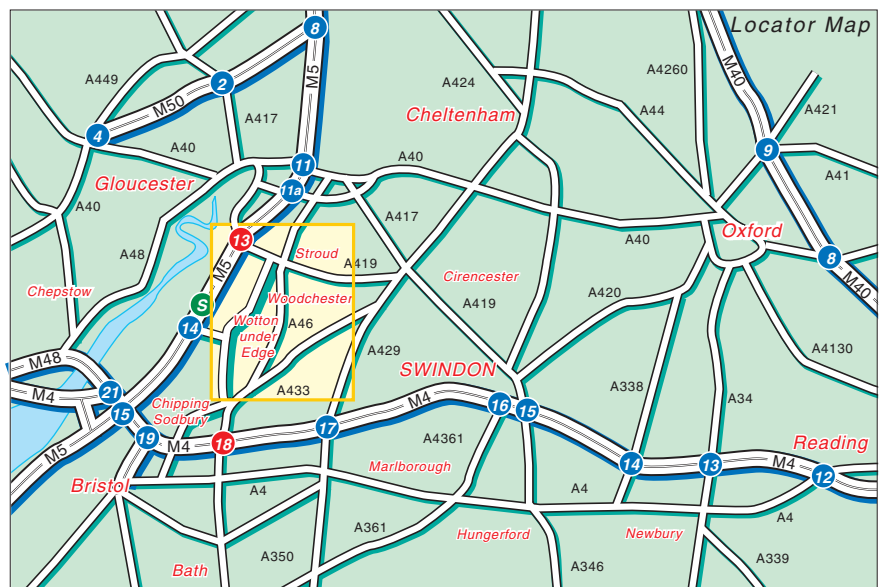 Locator Map
8
M5
A449
2
M50
A417
4
A40
Gloucester
A40
A48
Chepstow
11
11a
A40
A417
A424
Cheltenham
A4260
A44
M40
A421
9
A41
Oxford
A40
8
M40
13
Stroud
M5
A419
Woodchester
S
14
Wotton
under
Edge
A46
A433
A429
Cirencester
A419
A420
A4130
SWINDON
A338
A34
M48
M4
21
15
M5
19
Chipping
Sodbury
M4
18
17
M4
16
15
A4361
14
13
M4
12
Reading
Bristol
A4
Marlborough
A4
A4
Bath
A350
A361
Hungerford
A346
Newbury
A339